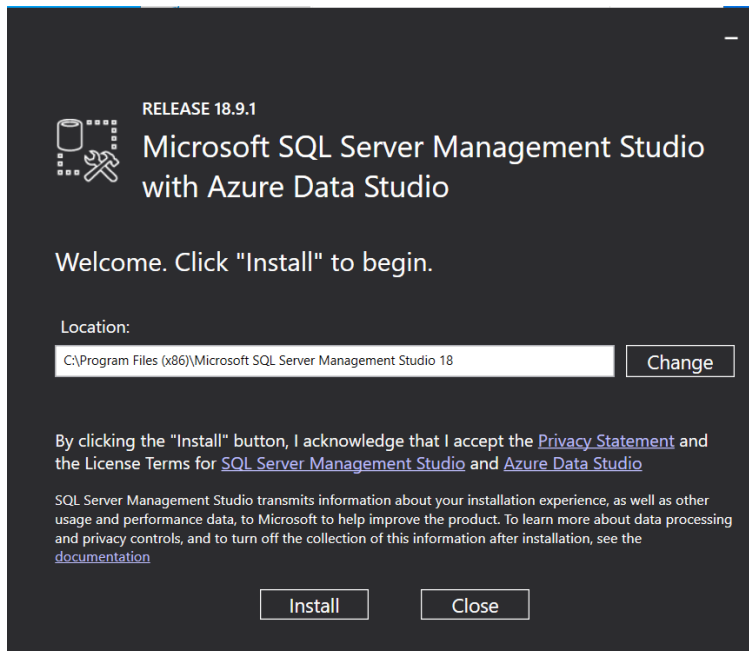 RELEASE 18.9.1
Microsoft SQL Server Management Studio
with Azure Data Studio
Welcome. Click "Install" to begin.
Location:
C:\Program Files (x86)\Microsoft SQL Server Management Studio 18
Change
By clicking the "Install" button, I acknowledge that I accept the Privacy Statement and
the License Terms for SQL Server Management Studio and Azure Data Studio
SQL Server Management Studio transmits information about your installation experience, as well as other
usage and performance data, to Microsoft to help improve the product. To learn more about data processing
and privacy controls, and to turn off the collection of this information after installation, see the
documentation
Install
Close